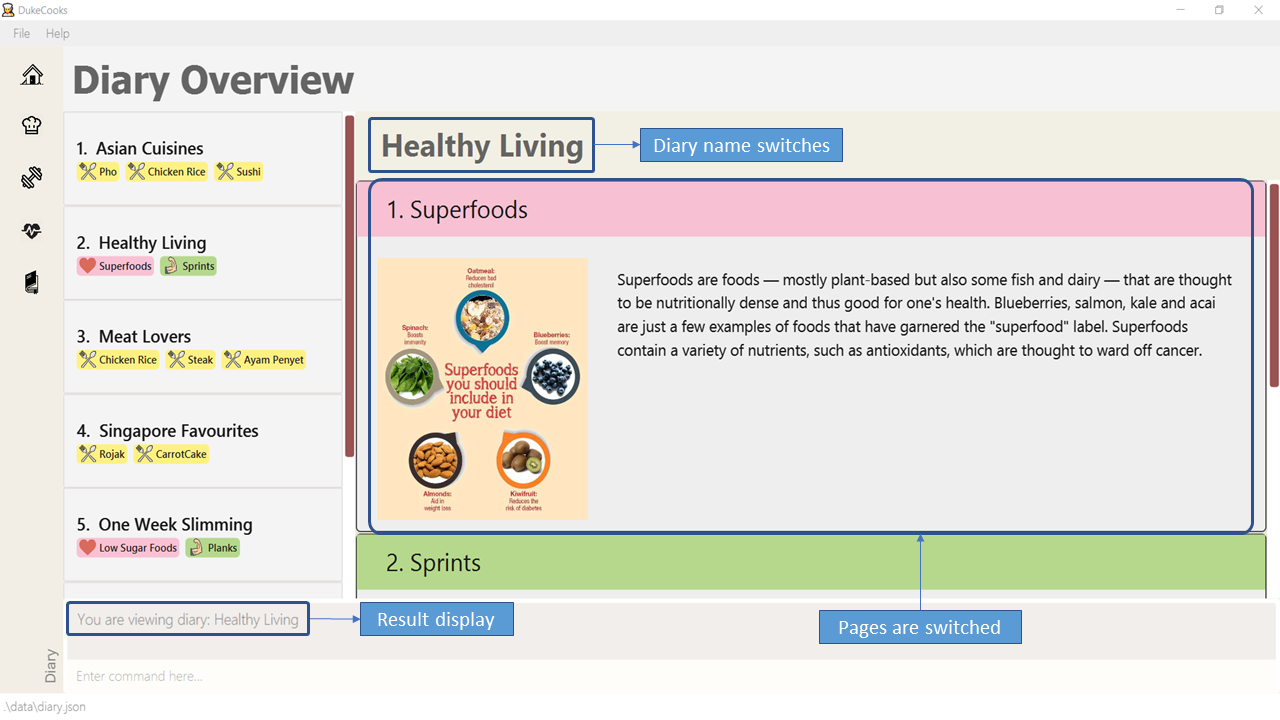 DukeCooks
File Help
Diary Overview
1. Asian Cuisines
Pho Chicken Rice Sushi
2. Healthy Living
Superfoods Sprints
3. Meat Lovers
Chicken Rice Steak Ayam Penyet
4. Singapore Favourites
Rojak CarrotCake
5. One Week Slimming
Low Sugar Foods Planks
Healthy Living
Diary name switches
1. Superfoods
Oatmeal:
Reduces bad
cholesterol
Spinach:
Boosts
immunity
Blueberries:
Boost memory
Superfoods
you should
include in
your diet
Almonds:
Aid in
weight loss
Kiwifruit:
Reduces the
risk of diabetes
Superfoods are foods — mostly plant-based but also some fish and dairy — that are thought
to be nutritionally dense and thus good for one's health. Blueberries, salmon, kale and acai
are just a few examples of foods that have garnered the "superfood" label. Superfoods
contain a variety of nutrients, such as antioxidants, which are thought to ward off cancer.
2. Sprints
You are viewing diary: Healthy Living
Result display
Pages are switched
Diary
Enter command here...
.\data\diary.json